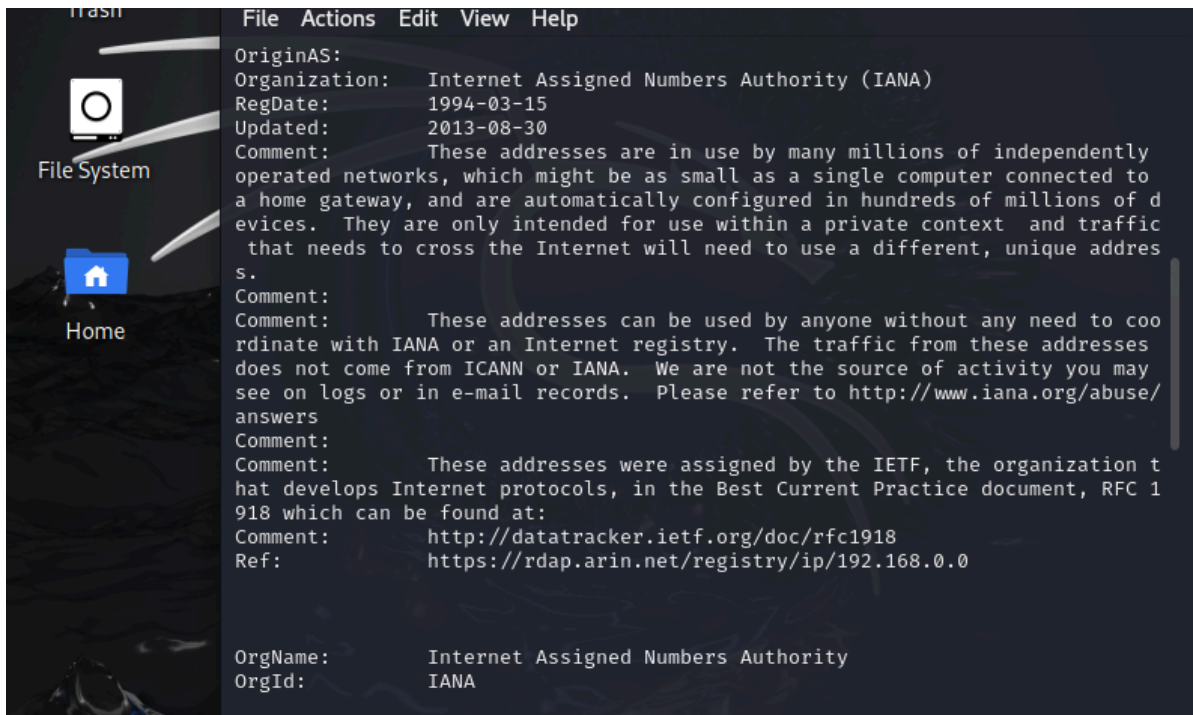 Trash
File Actions Edit View Help
File System
Home
OriginAS:
Organization: Internet Assigned Numbers Authority (IANA)
RegDate: 1994-03-15
Updated: 2013-08-30
Comment: These addresses are in use by many millions of independently
operated networks, which might be as small as a single computer connected to
a home gateway, and are automatically configured in hundreds of millions of d
evices.  They are only intended for use within a private context  and traffic
that needs to cross the Internet will need to use a different, unique addres
s.
Comment:
Comment: These addresses can be used by anyone without any need to coo
rdinate with IANA or an Internet registry.  The traffic from these addresses
does not come from ICANN or IANA.  We are not the source of activity you may
see on logs or in e-mail records.  Please refer to http://www.iana.org/abuse/
answers
Comment:
Comment: These addresses were assigned by the IETF, the organization t
hat develops Internet protocols, in the Best Current Practice document, RFC 1
918 which can be found at:
Comment: http://datatracker.ietf.org/doc/rfc1918
Ref: https://rdap.arin.net/registry/ip/192.168.0.0
OrgName: Internet Assigned Numbers Authority
OrgId: IANA